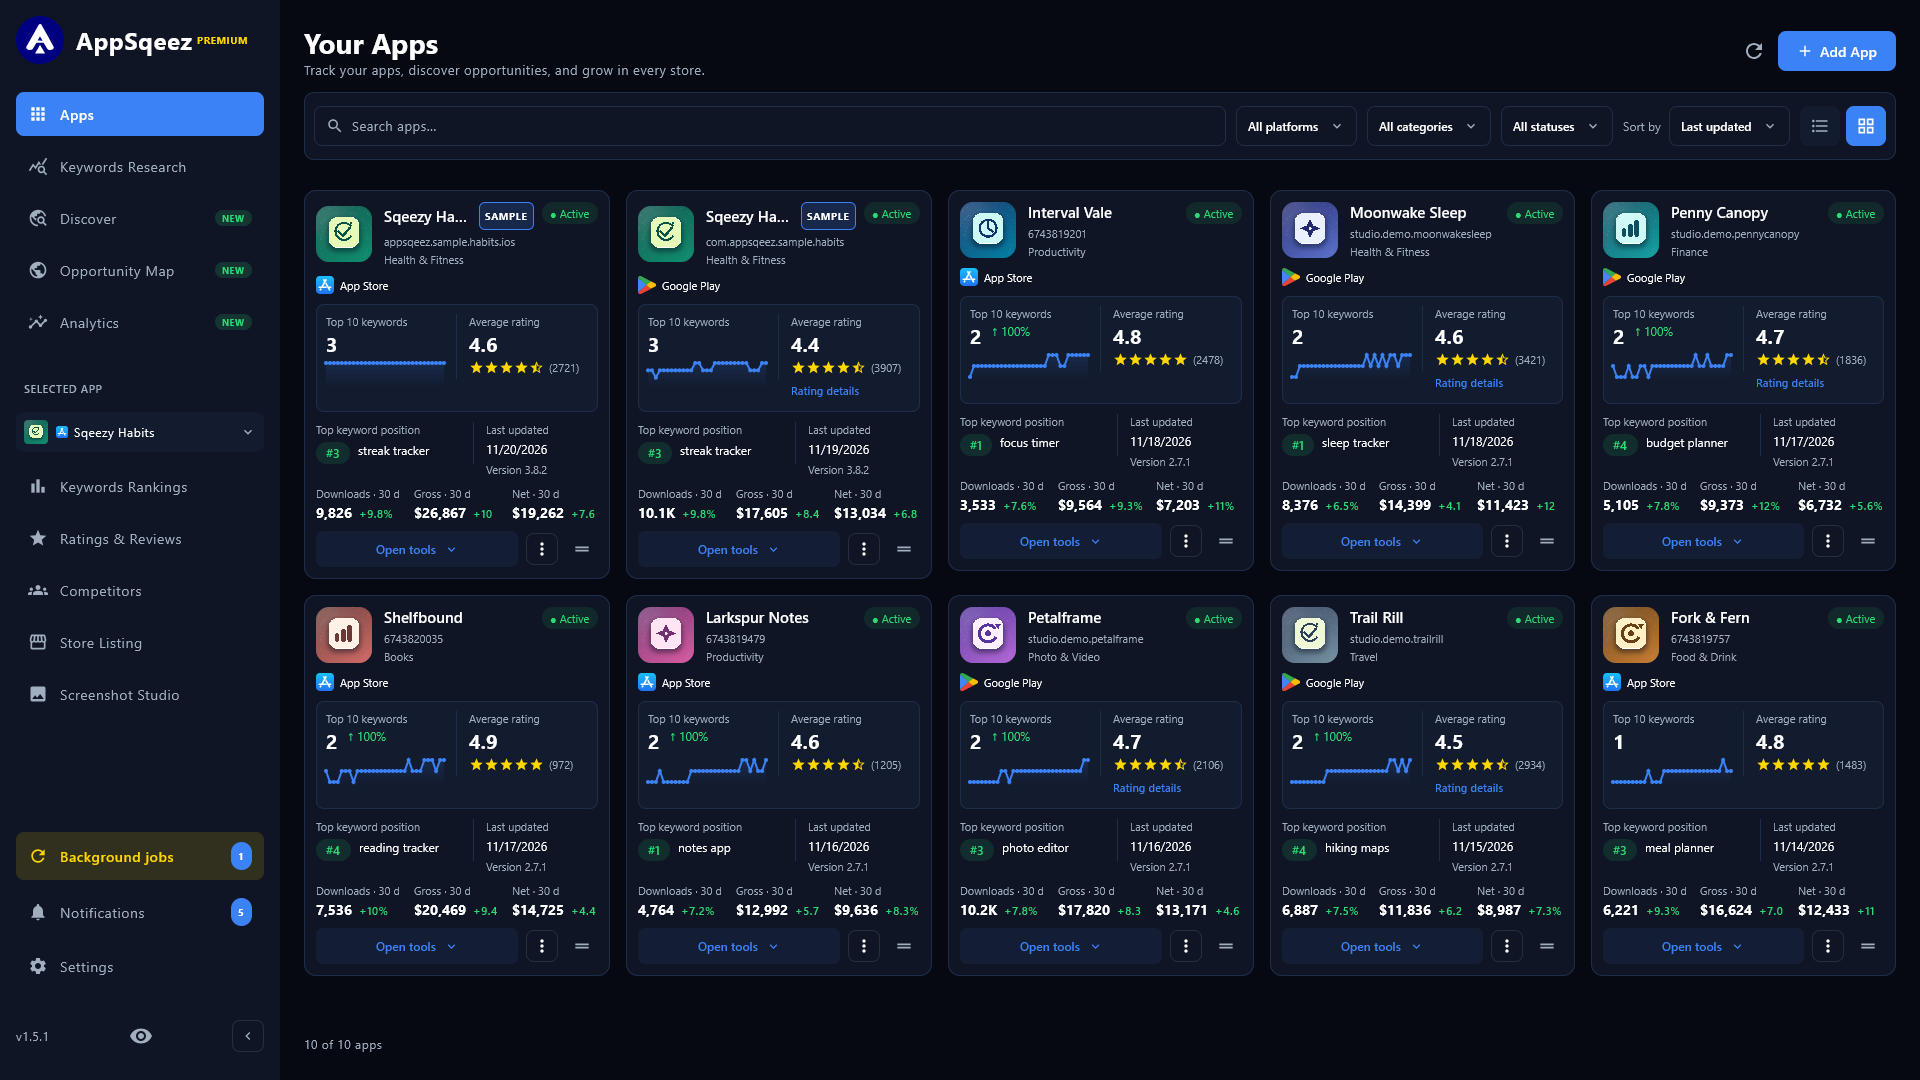 AppSqeez PREMIUM
Apps
Keywords Research
Discover NEW
Opportunity Map NEW
Analytics NEW
SELECTED APP
Sqeezy Habits
Keywords Rankings
Ratings & Reviews
Competitors
Store Listing
Screenshot Studio
Background jobs 1
Notifications 5
Settings
v1.5.1
Your Apps
Track your apps, discover opportunities, and grow in every store.
+ Add App
Search apps...
All platforms
All categories
All statuses
Sort by
Last updated
Sqeezy Ha... SAMPLE Active
appsqeez.sample.habits.ios
Health & Fitness
App Store
Top 10 keywords
3
Average rating
4.6
(2721)
Top keyword position
#3 streak tracker
Last updated
11/20/2026
Version 3.8.2
Downloads · 30 d Gross · 30 d Net · 30 d
9,826 +9.8% $26,867 +10 $19,262 +7.6
Open tools
Sqeezy Ha... SAMPLE Active
com.appsqeez.sample.habits
Health & Fitness
Google Play
Top 10 keywords
3
Average rating
4.4
(3907)
Rating details
Top keyword position
#3 streak tracker
Last updated
11/19/2026
Version 3.8.2
Downloads · 30 d Gross · 30 d Net · 30 d
10.1K +9.8% $17,605 +8.4 $13,034 +6.8
Open tools
Interval Vale Active
6743819201
Productivity
App Store
Top 10 keywords
2 ↑ 100%
Average rating
4.8
(2478)
Top keyword position
#1 focus timer
Last updated
11/18/2026
Version 2.7.1
Downloads · 30 d Gross · 30 d Net · 30 d
3,533 +7.6% $9,564 +9.3% $7,203 +11%
Open tools
Moonwake Sleep Active
studio.demo.moonwakesleep
Health & Fitness
Google Play
Top 10 keywords
2
Average rating
4.6
(3421)
Rating details
Top keyword position
#1 sleep tracker
Last updated
11/18/2026
Version 2.7.1
Downloads · 30 d Gross · 30 d Net · 30 d
8,376 +6.5% $14,399 +4.1 $11,423 +12
Open tools
Penny Canopy Active
studio.demo.pennycanopy
Finance
Google Play
Top 10 keywords
2 ↑ 100%
Average rating
4.7
(1836)
Rating details
Top keyword position
#4 budget planner
Last updated
11/17/2026
Version 2.7.1
Downloads · 30 d Gross · 30 d Net · 30 d
5,105 +7.8% $9,373 +12% $6,732 +5.6%
Open tools
Shelfbound Active
6743820035
Books
App Store
Top 10 keywords
2 ↑ 100%
Average rating
4.9
(972)
Top keyword position
#4 reading tracker
Last updated
11/17/2026
Version 2.7.1
Downloads · 30 d Gross · 30 d Net · 30 d
7,536 +10% $20,469 +9.4 $14,725 +4.4
Open tools
Larkspur Notes Active
6743819479
Productivity
App Store
Top 10 keywords
2 ↑ 100%
Average rating
4.6
(1205)
Top keyword position
#1 notes app
Last updated
11/16/2026
Version 2.7.1
Downloads · 30 d Gross · 30 d Net · 30 d
4,764 +7.2% $12,992 +5.7 $9,636 +8.3%
Open tools
Petalframe Active
studio.demo.petalframe
Photo & Video
Google Play
Top 10 keywords
2 ↑ 100%
Average rating
4.7
(2106)
Rating details
Top keyword position
#3 photo editor
Last updated
11/16/2026
Version 2.7.1
Downloads · 30 d Gross · 30 d Net · 30 d
10.2K +7.8% $17,820 +8.3 $13,171 +4.6
Open tools
Trail Rill Active
studio.demo.trailrill
Travel
Google Play
Top 10 keywords
2 ↑ 100%
Average rating
4.5
(2934)
Rating details
Top keyword position
#4 hiking maps
Last updated
11/15/2026
Version 2.7.1
Downloads · 30 d Gross · 30 d Net · 30 d
6,887 +7.5% $11,836 +6.2 $8,987 +7.3%
Open tools
Fork & Fern Active
6743819757
Food & Drink
App Store
Top 10 keywords
1
Average rating
4.8
(1483)
Top keyword position
#3 meal planner
Last updated
11/14/2026
Version 2.7.1
Downloads · 30 d Gross · 30 d Net · 30 d
6,221 +9.3% $16,624 +7.0 $12,433 +11
Open tools
10 of 10 apps